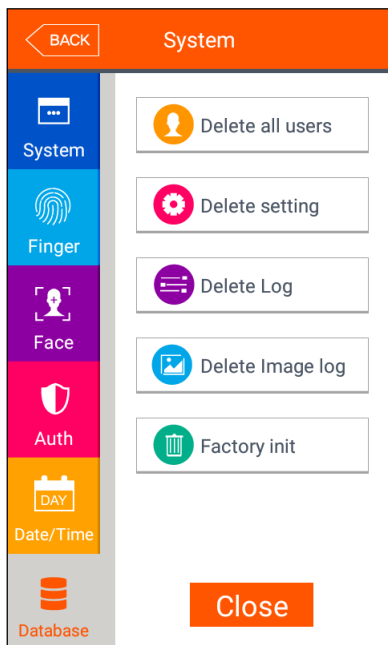 BACK
System
System
Finger
Face
Auth
DAY
Date/Time
Database
Delete all users
Delete setting
Delete Log
Delete Image log
Factory init
Close